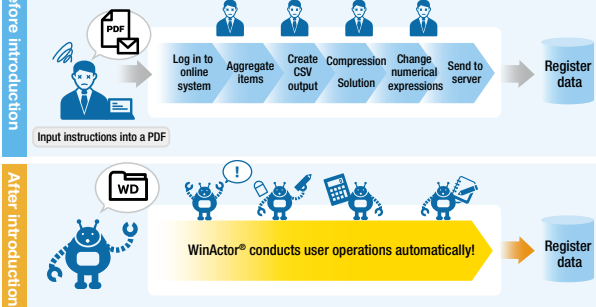 Before introduction
PDF
Log in to
online
system
Aggregate
items
Create
CSV
output
Compression
Solution
Change
numerical
expressions
Send to
server
Register
data
Input instructions into a PDF
After introduction
WD
!
WinActor® conducts user operations automatically!
Register
data